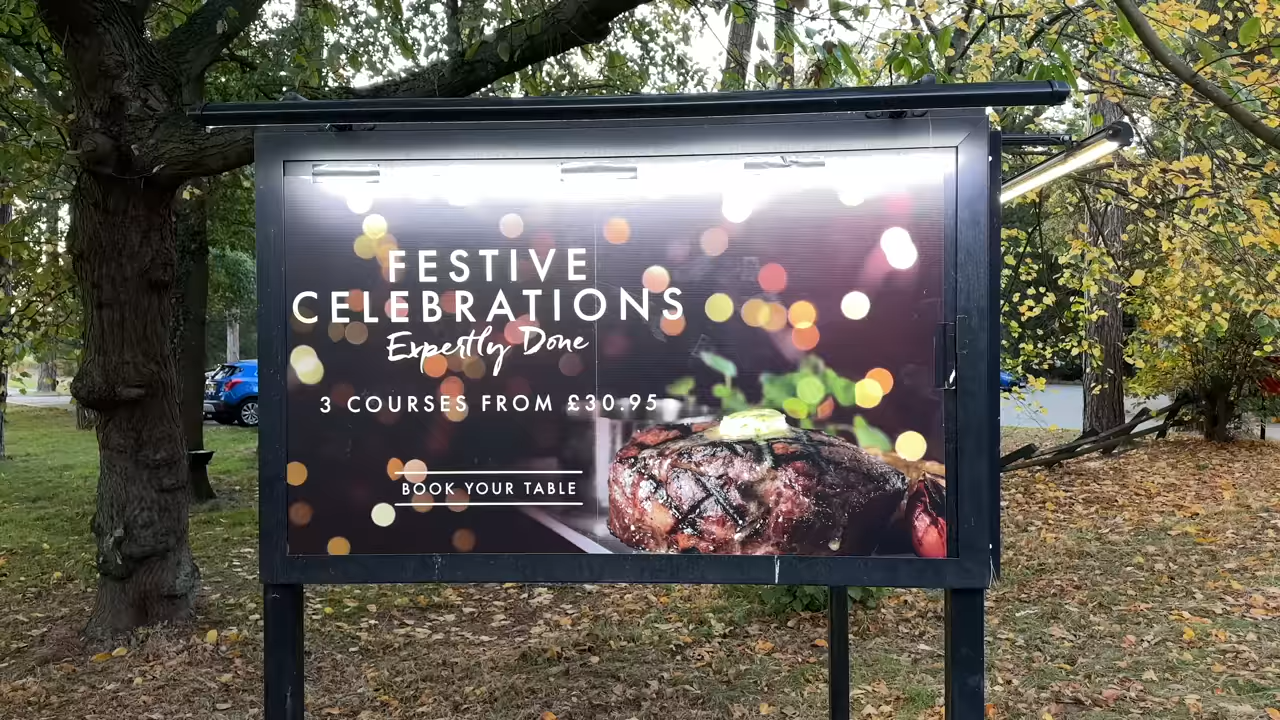 FESTIVE
CELEBRATIONS
Expertly Done
3 COURSES FROM £30.95
BOOK YOUR TABLE